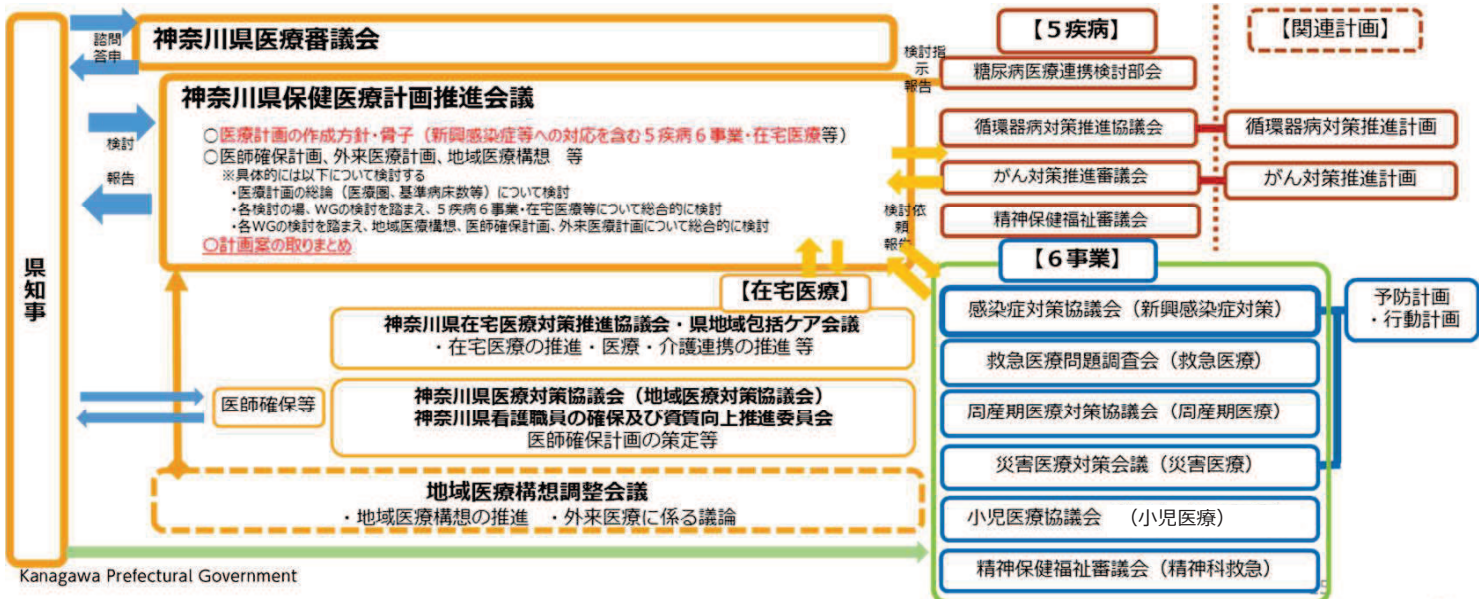 県知事
諮問
答申
神奈川県医療審議会
検討
報告
神奈川県保健医療計画推進会議
○医療計画の作成方針・骨子（新興感染症等への対応を含む５疾病６事業・在宅医療等）
○医師確保計画、外来医療計画、地域医療構想　等
※具体的には以下について検討する
・医療計画の総論（医療圏、基準病床数等）について検討
・各検討の場、WGの検討を踏まえ、５疾病６事業・在宅医療等について総合的に検討
・各WGの検討を踏まえ、地域医療構想、医師確保計画、外来医療計画について総合的に検討
○計画案の取りまとめ
【在宅医療】
神奈川県在宅医療対策推進協議会・県地域包括ケア会議
・在宅医療の推進・医療・介護連携の推進 等
医師確保等
神奈川県医療対策協議会（地域医療対策協議会）
神奈川県看護職員の確保及び資質向上推進委員会
医師確保計画の策定等
地域医療構想調整会議
・地域医療構想の推進　・外来医療に係る議論
検討指
示
報告
検討依
頼
報告
【５疾病】
糖尿病医療連携検討部会
循環器病対策推進協議会
がん対策推進審議会
精神保健福祉審議会
【関連計画】
循環器病対策推進計画
がん対策推進計画
【６事業】
感染症対策協議会（新興感染症対策）
救急医療問題調査会（救急医療）
周産期医療対策協議会（周産期医療）
災害医療対策会議（災害医療）
小児医療協議会　（小児医療）
精神保健福祉審議会（精神科救急）
予防計画
・行動計画
Kanagawa Prefectural Government